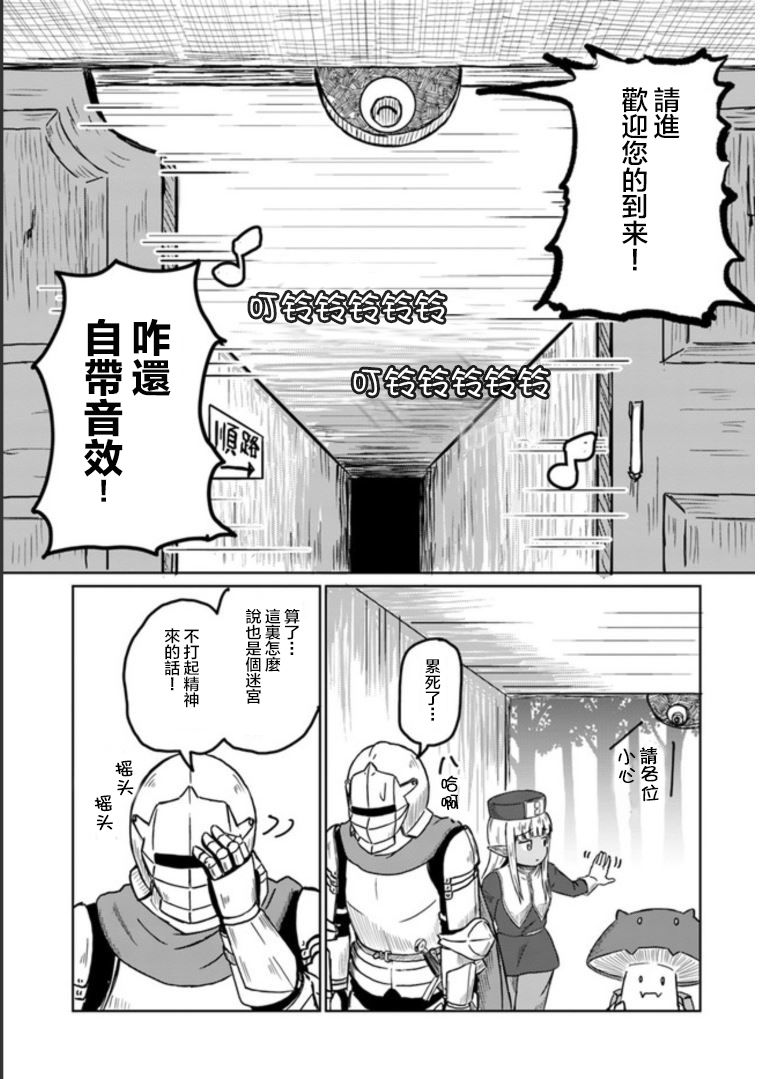 請進
歡迎您的到来！
叮铃铃铃铃铃
叮铃铃铃铃铃
咋還
自帶音效！
順路
請各位
小心
累死了…
哈啊
算了…
這裏怎麼
說也是個迷宮
不打起精神
來的話！
摇头
摇头